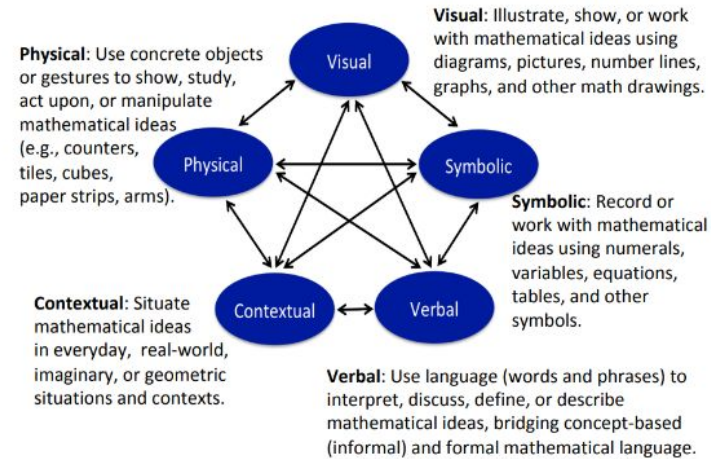 Visual: Illustrate, show, or work
with mathematical ideas using
diagrams, pictures, number lines,
graphs, and other math drawings.
Physical: Use concrete objects
or gestures to show, study,
act upon, or manipulate
mathematical ideas
(e.g., counters,
tiles, cubes,
paper strips, arms).
Visual
Physical
Symbolic
Symbolic: Record or
work with mathematical
ideas using numerals,
variables, equations,
tables, and other
symbols.
Contextual: Situate
mathematical ideas
in everyday, real-world,
imaginary, or geometric
situations and contexts.
Contextual
Verbal
Verbal: Use language (words and phrases) to
interpret, discuss, define, or describe
mathematical ideas, bridging concept-based
(informal) and formal mathematical language.